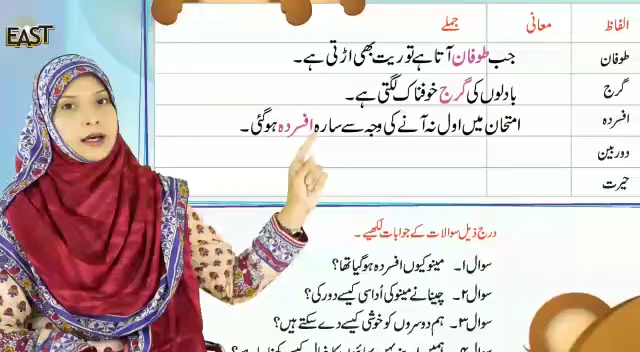 EAST
الفاظ معانی جملے
طوفان جب طوفان آتا ہے تو ریت بھی اڑتی ہے۔
گرج بادلوں کی گرج خوفناک لگتی ہے۔
افسردہ امتحان میں اول نہ آنے کی وجہ سے سارہ افسردہ ہوگئی۔
دوربین
حیرت
درج ذیل سوالات کے جوابات لکھیے۔
سوال ۱۔ مینو کیوں افسردہ ہوگیا تھا؟
سوال ۲۔ چینا نے مینو کی اُداسی کیسے دور کی؟
سوال ۳۔ ہم دوسروں کو خوشی کیسے دے سکتے ہیں؟